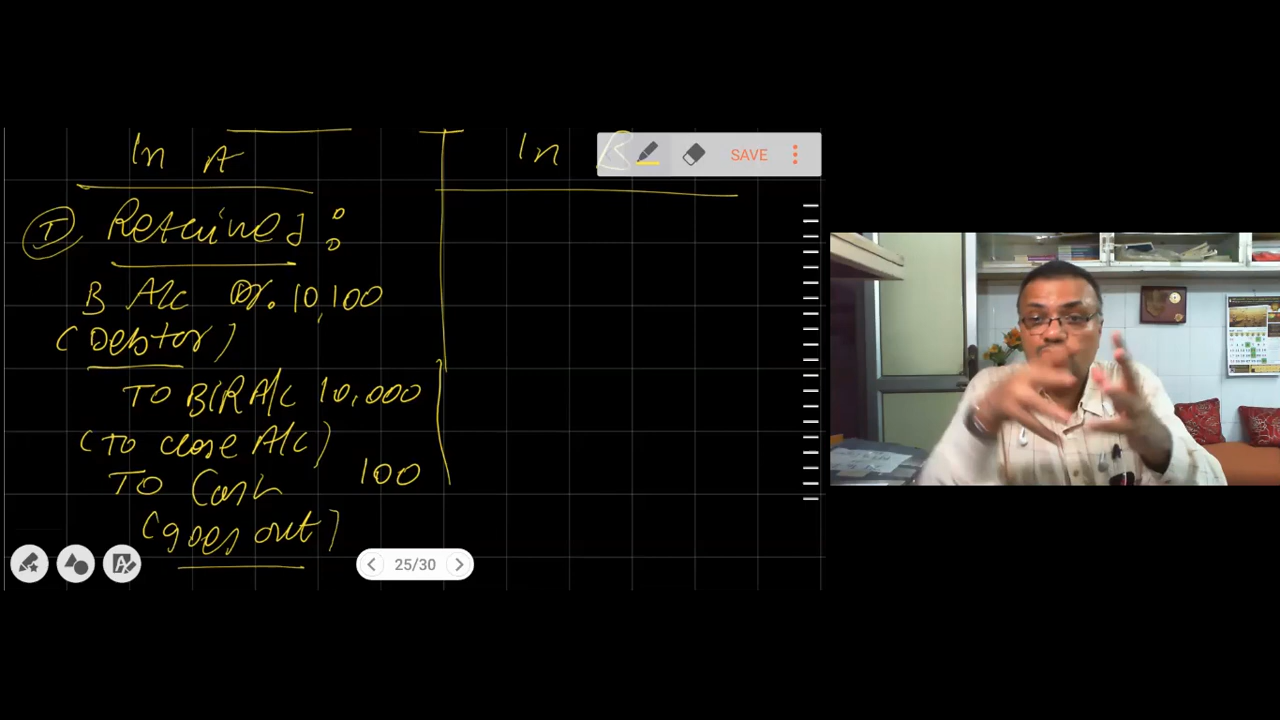 In A
In B
SAVE
I Retained:
B A/c Dr. 10,100
(Debtor)
TO B/R A/c 10,000
(To close A/c)
TO Cash 100
(goes out)
25/30